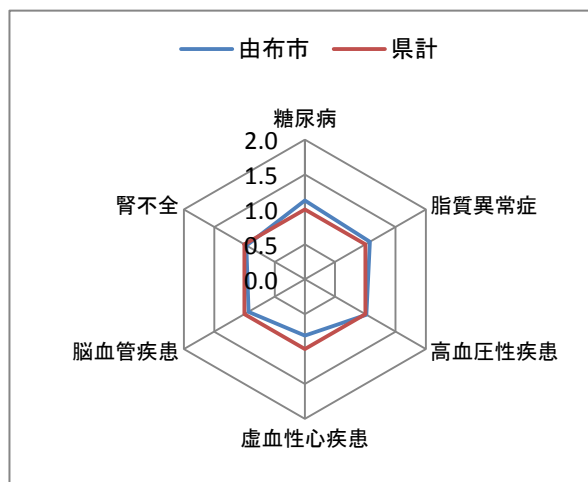 由布市 県計
糖尿病
2.0
1.5
1.0
0.5
0.0
脂質異常症
高血圧性疾患
虚血性心疾患
脳血管疾患
腎不全